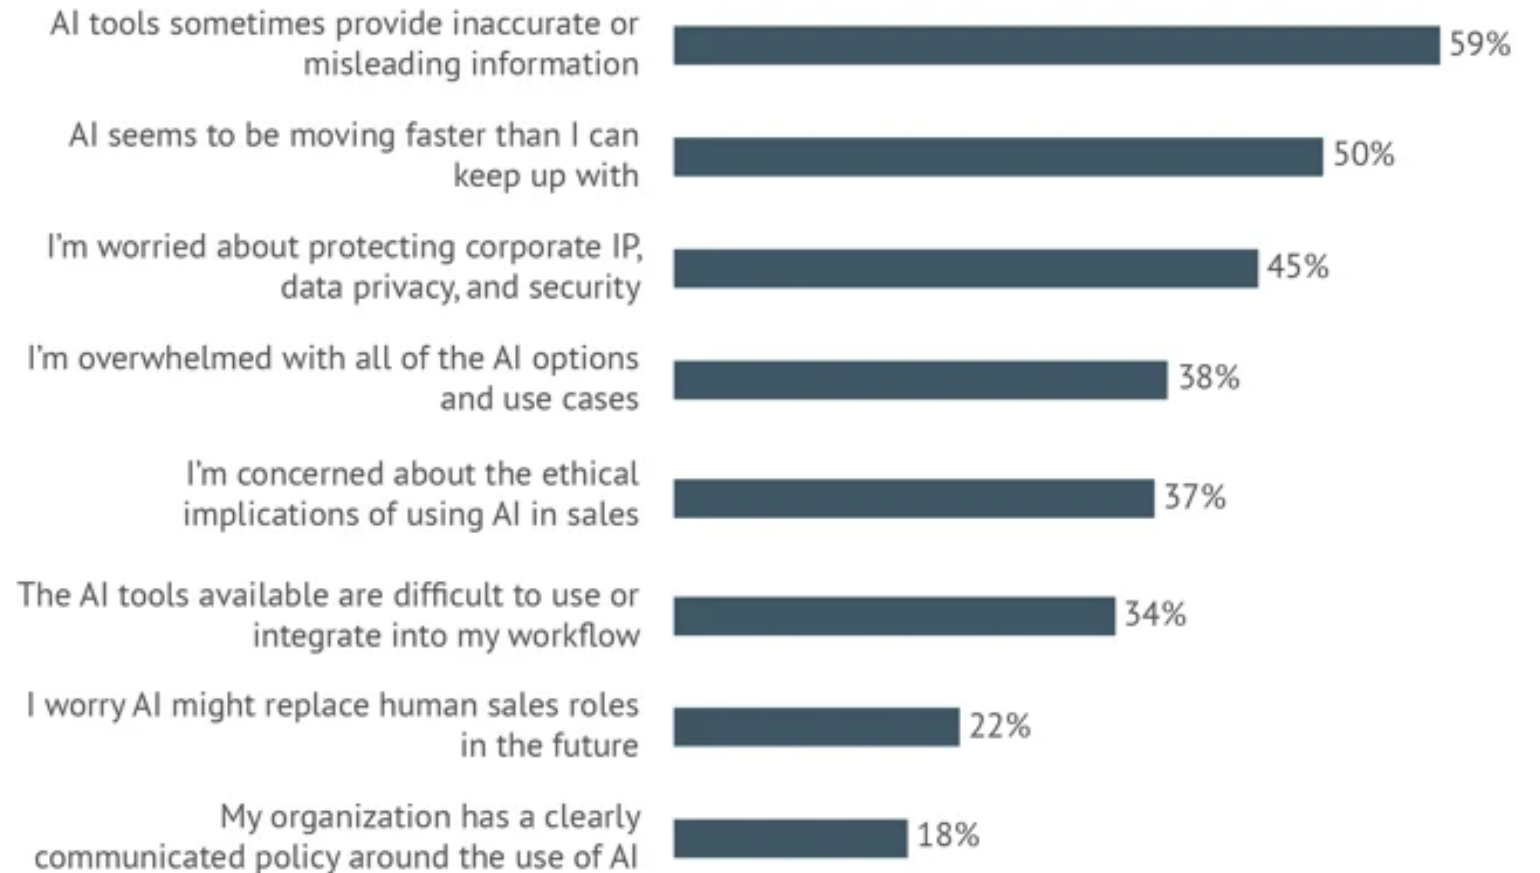 AI tools sometimes provide inaccurate or
misleading information
59%
AI seems to be moving faster than I can
keep up with
50%
I’m worried about protecting corporate IP,
data privacy, and security
45%
I’m overwhelmed with all of the AI options
and use cases
38%
I’m concerned about the ethical
implications of using AI in sales
37%
The AI tools available are difficult to use or
integrate into my workflow
34%
I worry AI might replace human sales roles
in the future
22%
My organization has a clearly
communicated policy around the use of AI
18%